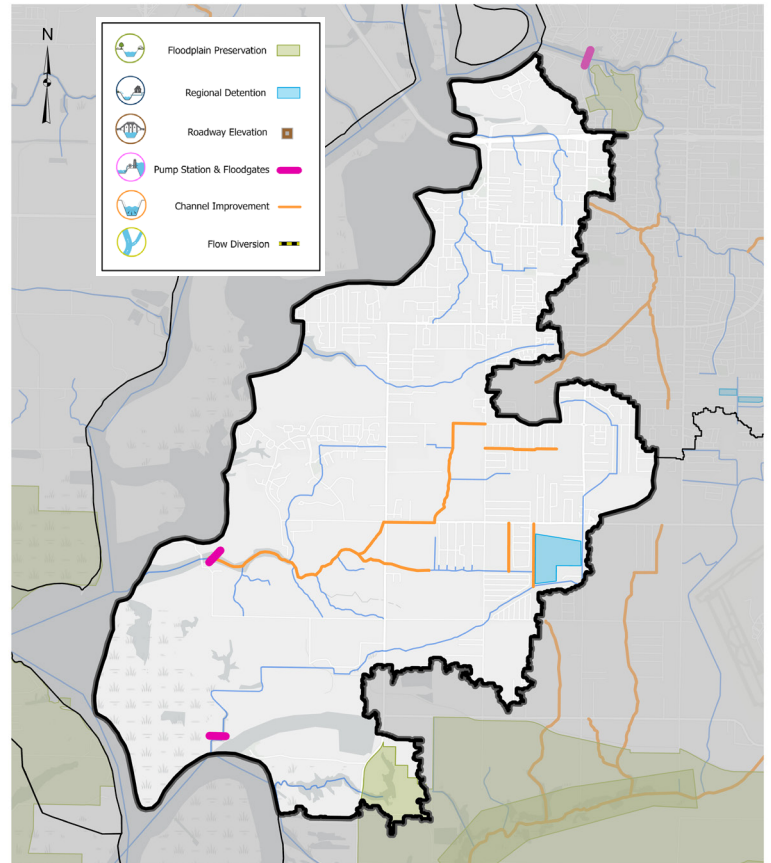 N
Floodplain Preservation
Regional Detention
Roadway Elevation
Pump Station & Floodgates
Channel Improvement
Flow Diversion